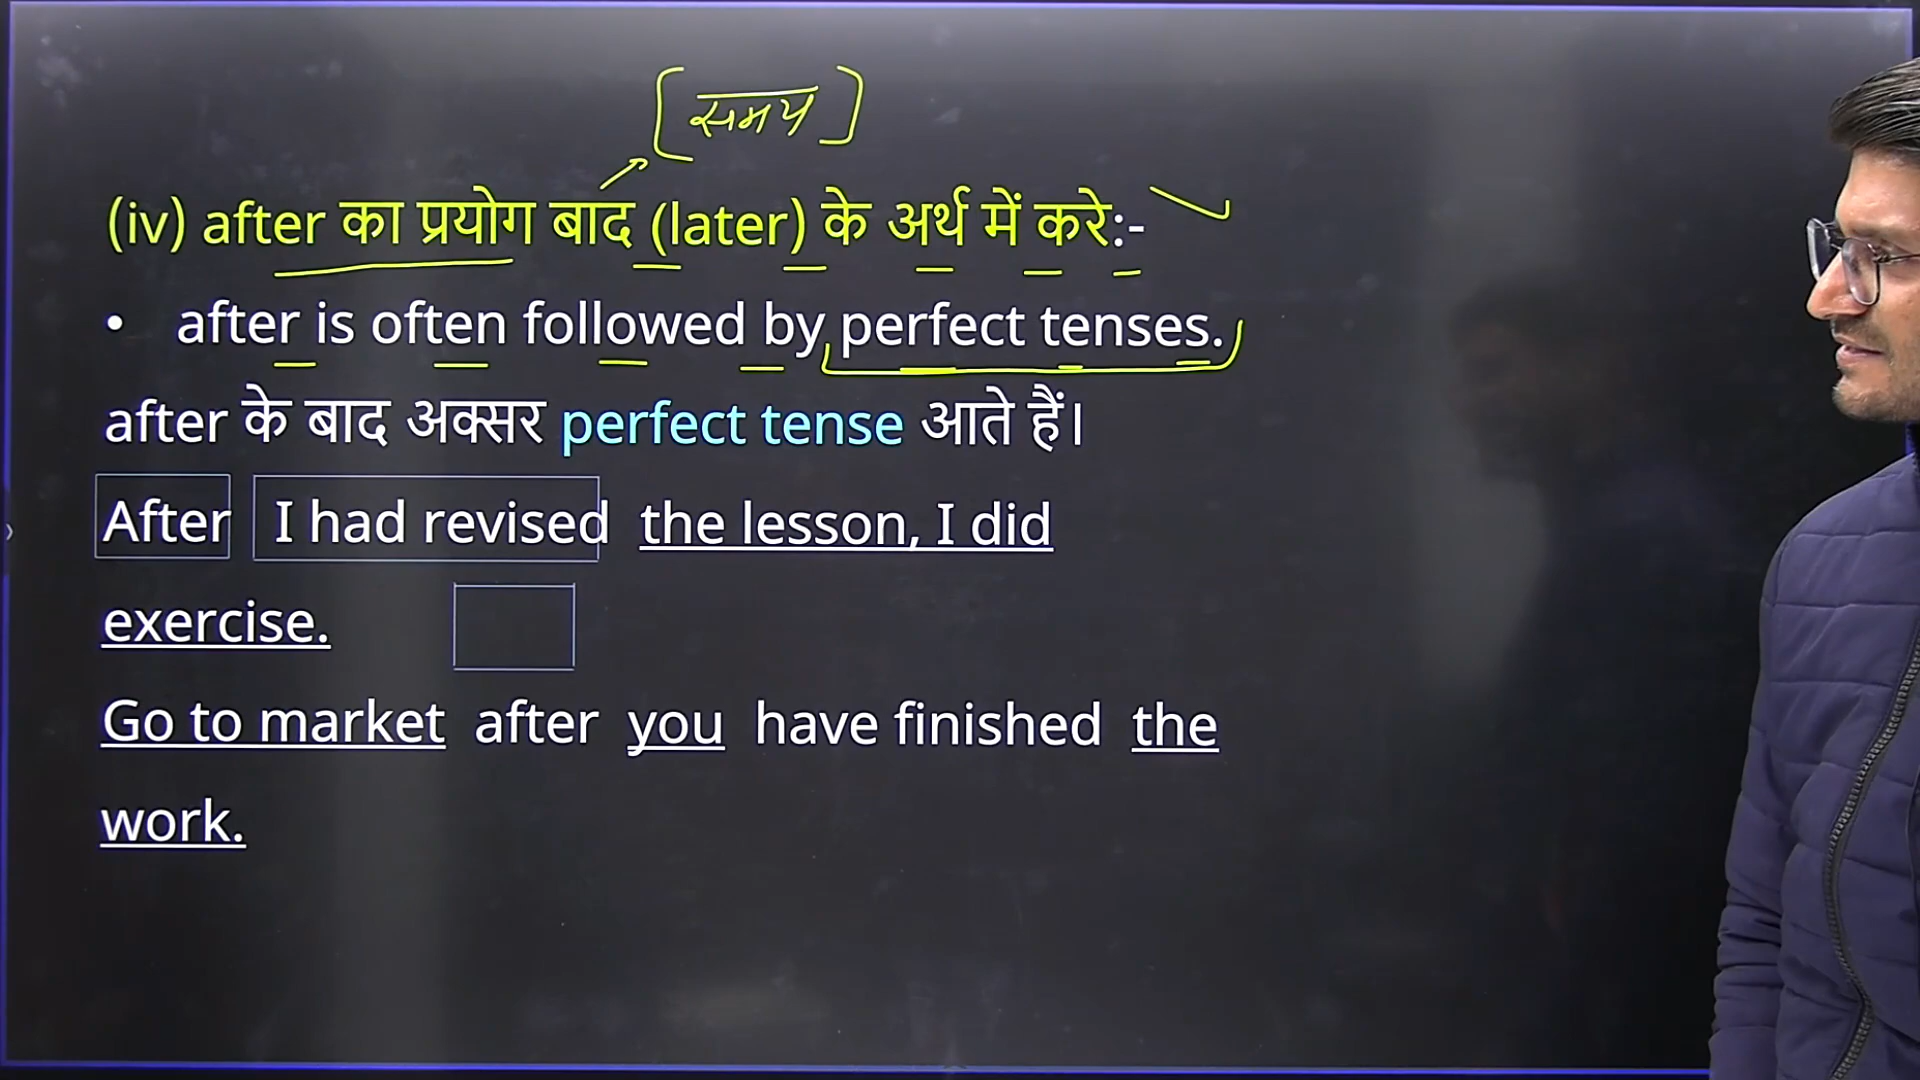 [समय]
(iv) after का प्रयोग बाद (later) के अर्थ में करे:-
• after is often followed by perfect tenses.
after के बाद अक्सर perfect tense आते हैं।
After I had revised the lesson, I did
exercise.
Go to market after you have finished the
work.